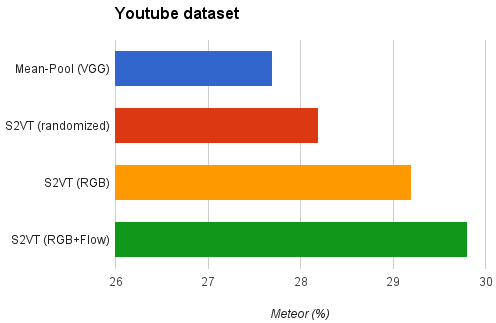 Youtube dataset
Mean-Pool (VGG)
S2VT (randomized)
S2VT (RGB)
S2VT (RGB+Flow)
26 27 28 29 30
Meteor (%)